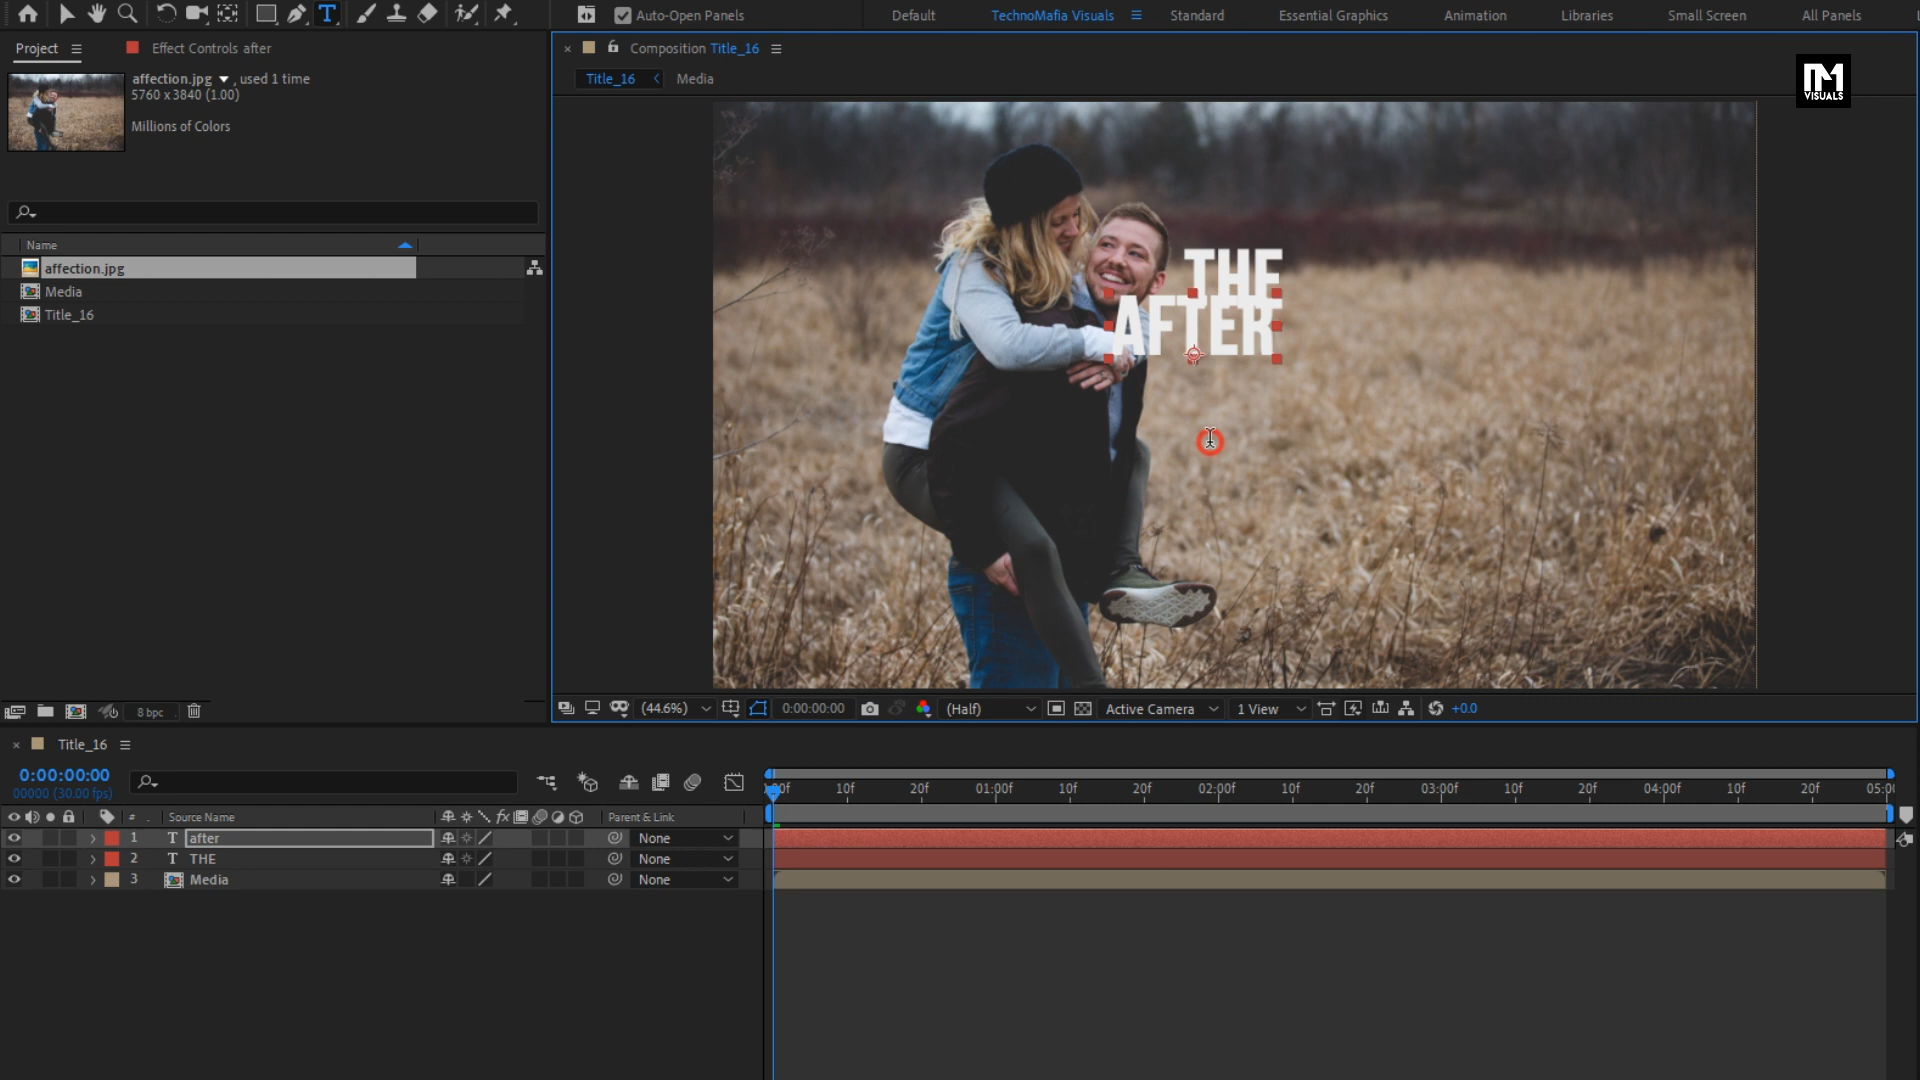 Auto-Open Panels
Default
TechnoMafia Visuals
Standard
Essential Graphics
Animation
Libraries
Small Screen
All Panels
Project
Effect Controls after
Composition Title_16
Title_16
Media
VISUALS
affection.jpg , used 1 time
5760 x 3840 (1.00)
Millions of Colors
THE
AFTER
Name
affection.jpg
Media
Title_16
8 bpc
(44.6%)
0:00:00:00
(Half)
Active Camera
1 View
+0.0
Title_16
0:00:00:00
00000 (30.00 fps)
10f
20f
01:00f
10f
20f
02:00f
10f
20f
03:00f
10f
20f
04:00f
10f
20f
05:00
# Source Name
fx
Parent & Link
1 T after None
2 T THE None
3 Media None